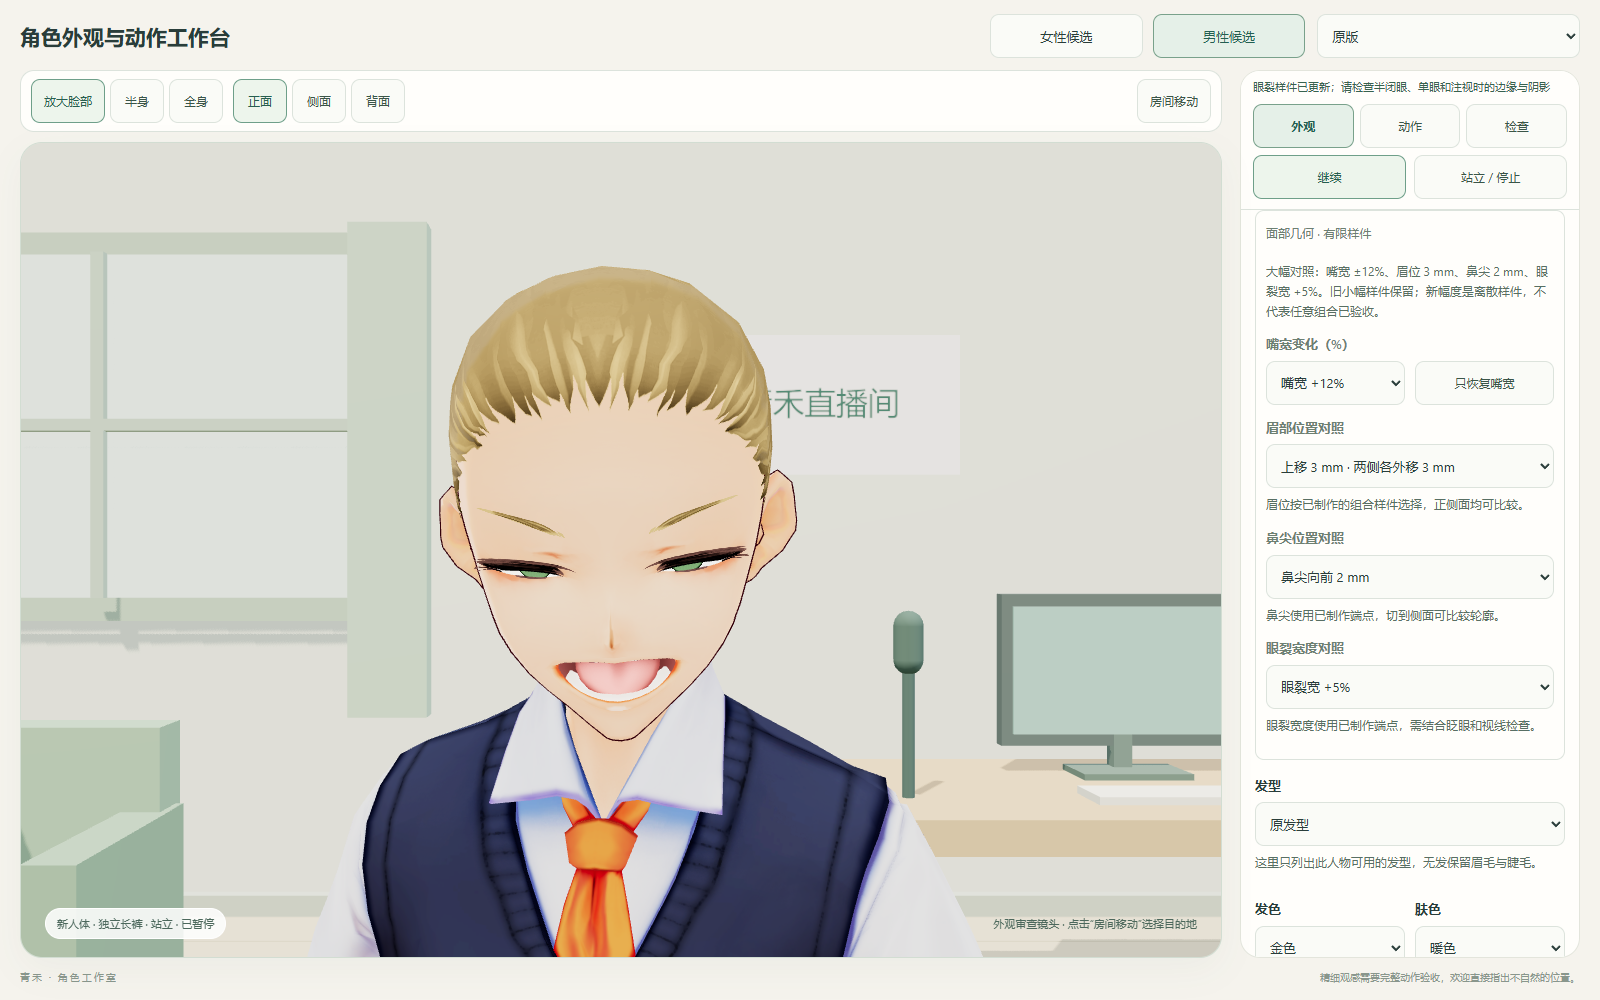 角色外观与动作工作台
女性候选
男性候选
原版
放大脸部
半身
全身
正面
侧面
背面
房间移动
禾直播间
新人体 · 独立长裤 · 站立 · 已暂停
外观审查镜头 · 点击“房间移动”选择目的地
眼裂样件已更新；请检查半闭眼、单眼和注视时的边缘与阴影
外观
动作
检查
继续
站立 / 停止
面部几何 · 有限样件
大幅对照：嘴宽 ±12%、眉位 3 mm、鼻尖 2 mm、眼
裂宽 +5%。旧小幅样件保留；新幅度是离散样件，不
代表任意组合已验收。
嘴宽变化（%）
嘴宽 +12%
只恢复嘴宽
眉部位置对照
上移 3 mm · 两侧各外移 3 mm
眉位按已制作的组合样件选择，正侧面均可比较。
鼻尖位置对照
鼻尖向前 2 mm
鼻尖使用已制作端点，切到侧面可比较轮廓。
眼裂宽度对照
眼裂宽 +5%
眼裂宽度使用已制作端点，需结合眨眼和视线检查。
发型
原发型
这里只列出此人物可用的发型，无发保留眉毛与睫毛。
发色
肤色
金色
暖色
青禾 · 角色工作室
精细观感需要完整动作验收，欢迎直接指出不自然的位置。